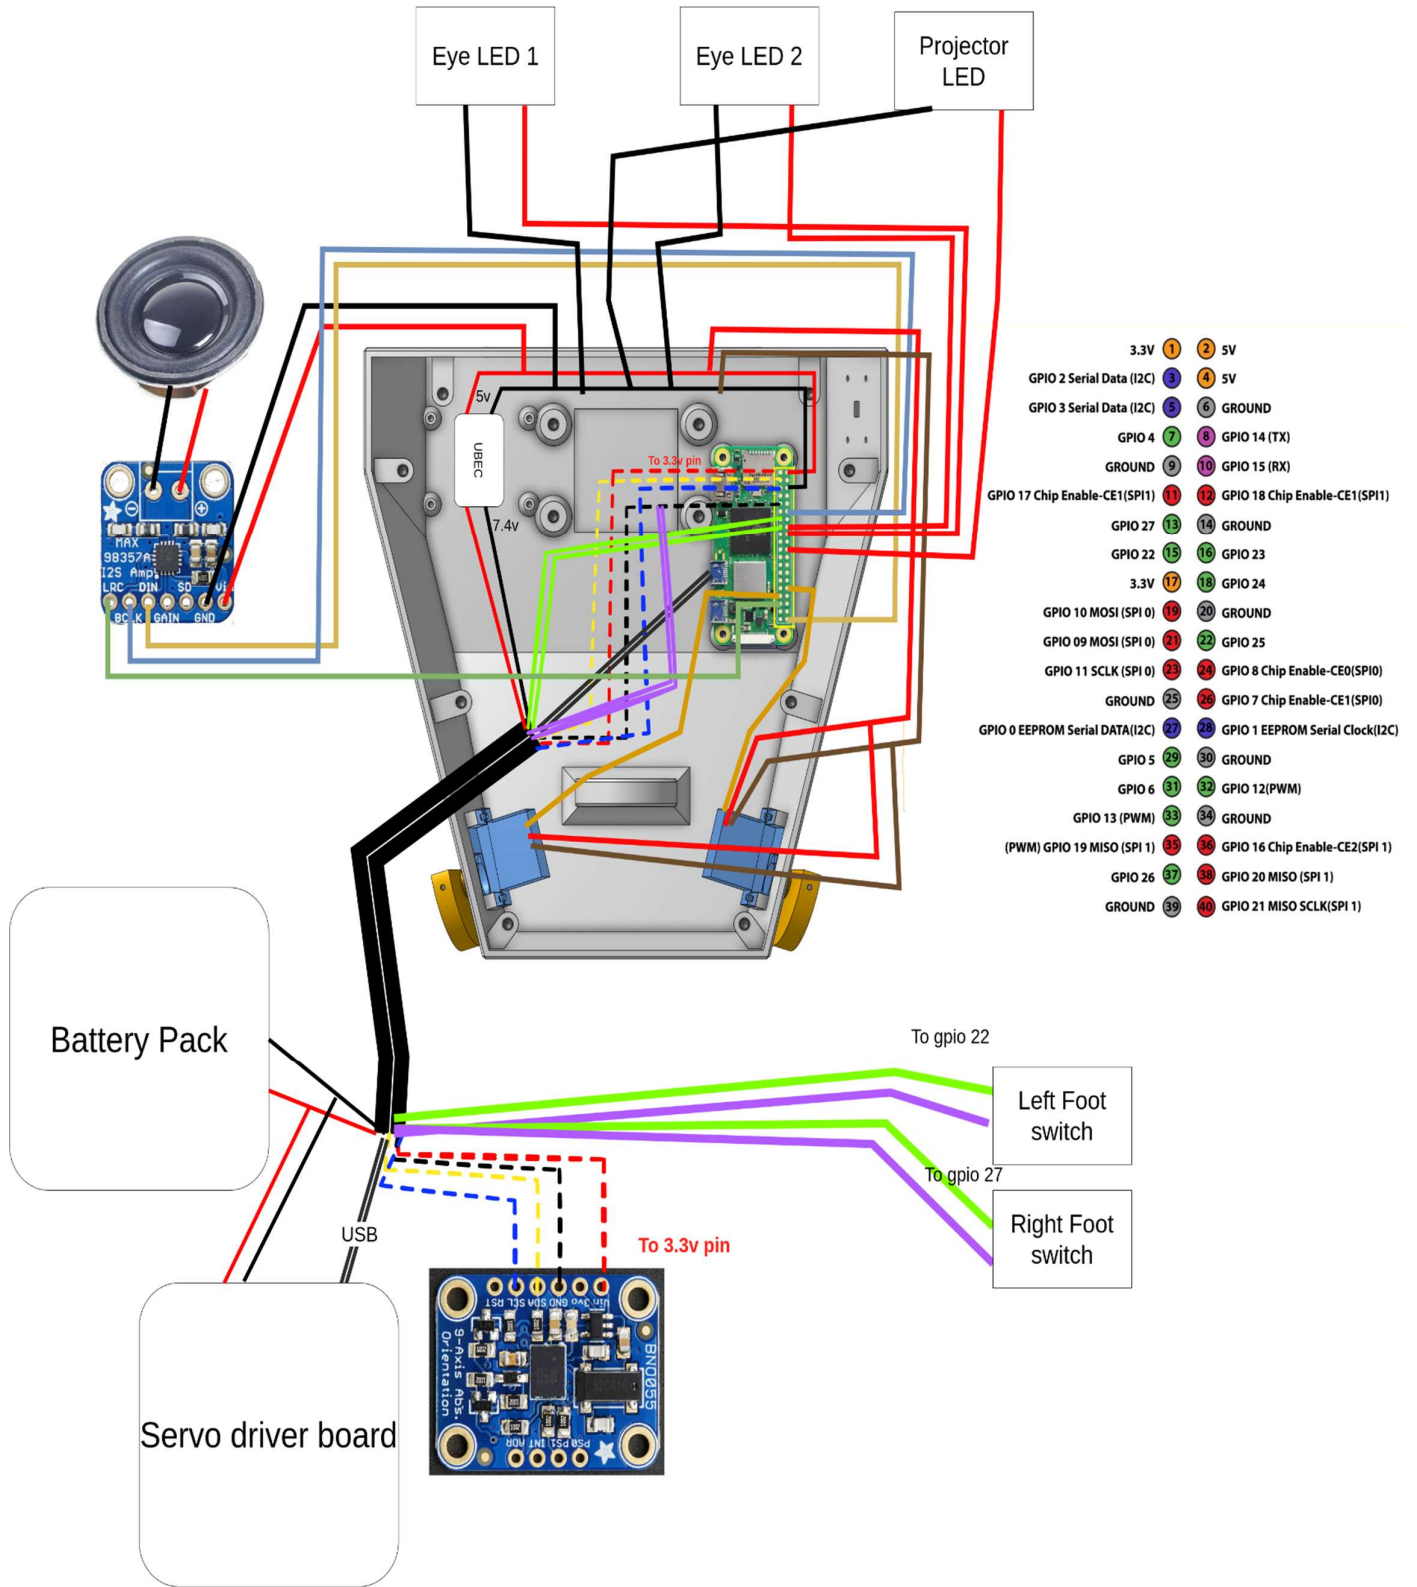 Eye LED 1
Eye LED 2
Projector
LED
5v
UBEC
7.4v
To 3.3v pin
MAX
98357A
I2S Amp
LRC DIN SD Vi
BCLK GAIN GND
3.3V 1 2 5V
GPIO 2 Serial Data (I2C) 3 4 5V
GPIO 3 Serial Data (I2C) 5 6 GROUND
GPIO 4 7 8 GPIO 14 (TX)
GROUND 9 10 GPIO 15 (RX)
GPIO 17 Chip Enable-CE1(SPI1) 11 12 GPIO 18 Chip Enable-CE1(SPI1)
GPIO 27 13 14 GROUND
GPIO 22 15 16 GPIO 23
3.3V 17 18 GPIO 24
GPIO 10 MOSI (SPI 0) 19 20 GROUND
GPIO 09 MOSI (SPI 0) 21 22 GPIO 25
GPIO 11 SCLK (SPI 0) 23 24 GPIO 8 Chip Enable-CE0(SPI0)
GROUND 25 26 GPIO 7 Chip Enable-CE1(SPI0)
GPIO 0 EEPROM Serial DATA(I2C) 27 28 GPIO 1 EEPROM Serial Clock(I2C)
GPIO 5 29 30 GROUND
GPIO 6 31 32 GPIO 12(PWM)
GPIO 13 (PWM) 33 34 GROUND
(PWM) GPIO 19 MISO (SPI 1) 35 36 GPIO 16 Chip Enable-CE2(SPI 1)
GPIO 26 37 38 GPIO 20 MISO (SPI 1)
GROUND 39 40 GPIO 21 MISO SCLK(SPI 1)
Battery Pack
To gpio 22
Left Foot
switch
To gpio 27
Right Foot
switch
USB
To 3.3v pin
Servo driver board
RST SCL SDA GND 3vo Vin
9-Axis Abs.
Orientation
BNO055
ADR INT PS1 PS0